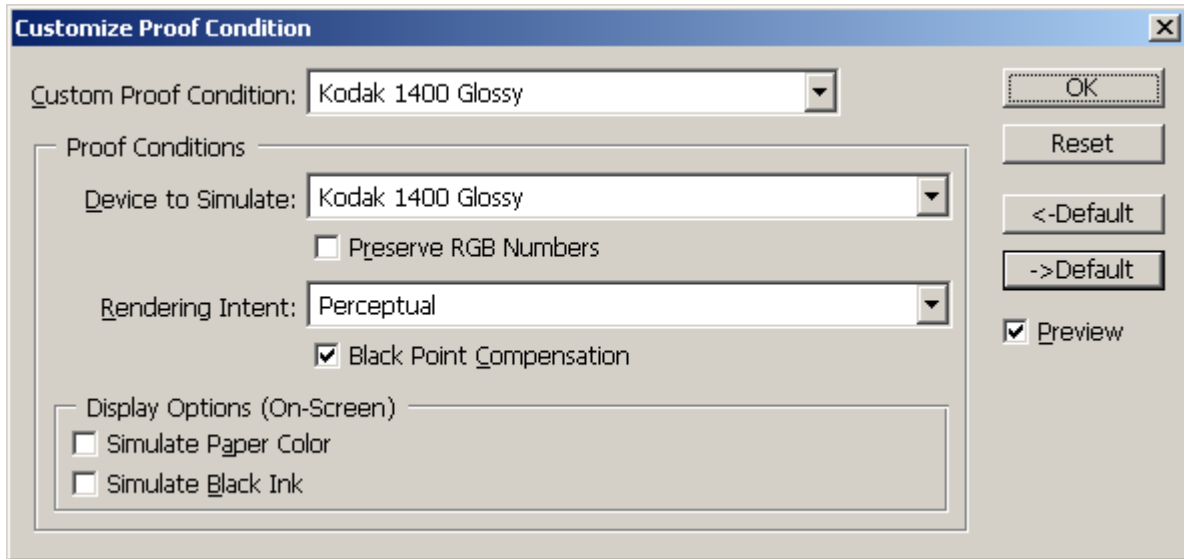 Customize Proof Condition
Custom Proof Condition: Kodak 1400 Glossy
OK
Proof Conditions
Reset
Device to Simulate: Kodak 1400 Glossy
<-Default
Preserve RGB Numbers
->Default
Rendering Intent: Perceptual
Preview
Black Point Compensation
Display Options (On-Screen)
Simulate Paper Color
Simulate Black Ink